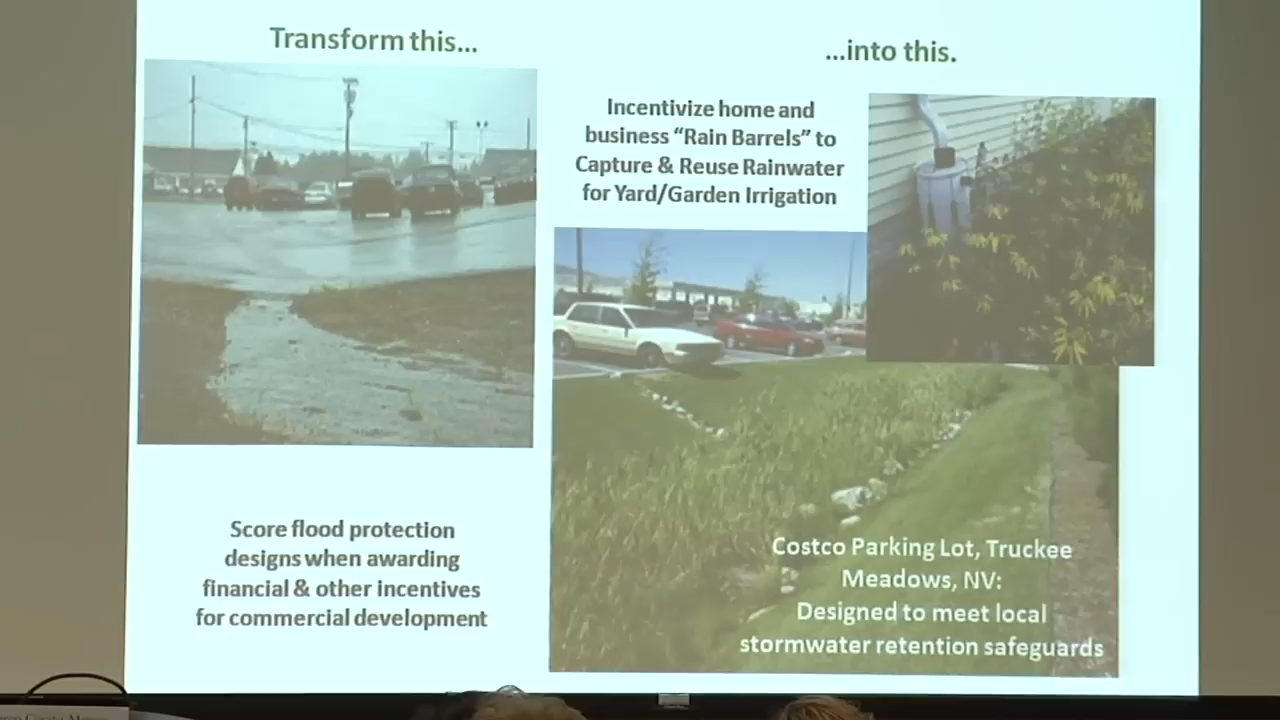 Transform this...
...into this.
Incentivize home and
business “Rain Barrels” to
Capture & Reuse Rainwater
for Yard/Garden Irrigation
Score flood protection
designs when awarding
financial & other incentives
for commercial development
Costco Parking Lot, Truckee
Meadows, NV:
Designed to meet local
stormwater retention safeguards